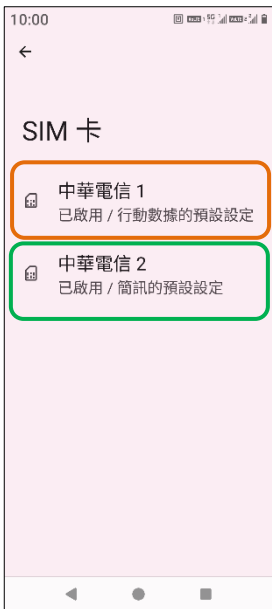 10:00
SIM 卡
中華電信 1
已啟用 / 行動數據的預設設定
中華電信 2
已啟用 / 簡訊的預設設定